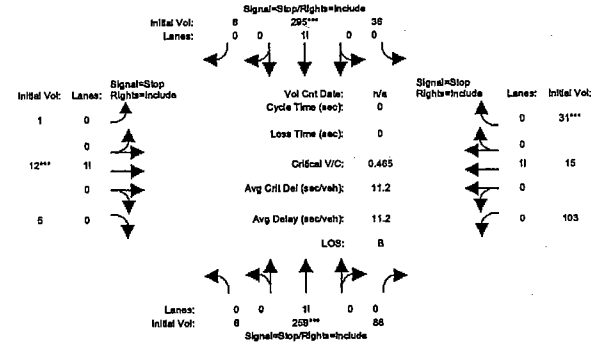 Signal=Stop/Rights=Include
Initial Vol: 8 295*** 36
Lanes: 0 0 1! 0 0
Initial Vol: Lanes: Signal=Stop Rights=Include
Vol Cnt Date: n/a
Signal=Stop Rights=Include Lanes: Initial Vol:
Cycle Time (sec): 0
1 0 0 31***
0 Loss Time (sec): 0 0
12*** 1! Critical V/C: 0.465 1! 15
0 Avg Crit Del (sec/veh): 11.2 0
5 0 Avg Delay (sec/veh): 11.2 0 103
LOS: B
Lanes: 0 0 1! 0 0
Initial Vol: 6 259*** 86
Signal=Stop/Rights=Include